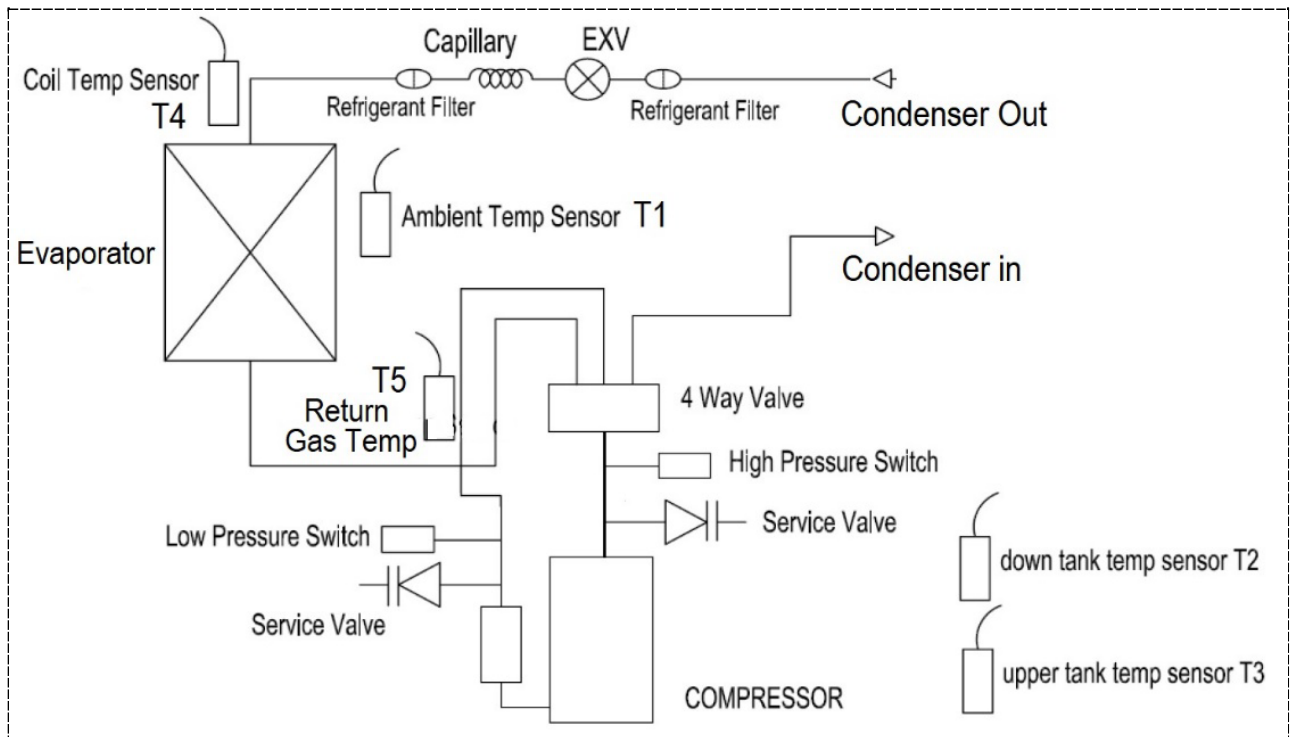 Capillary
EXV
Coil Temp Sensor
T4
Refrigerant Filter
Refrigerant Filter
Condenser Out
Ambient Temp Sensor T1
Evaporator
Condenser in
T5
Return
Gas Temp
4 Way Valve
High Pressure Switch
Low Pressure Switch
Service Valve
down tank temp sensor T2
Service Valve
upper tank temp sensor T3
COMPRESSOR